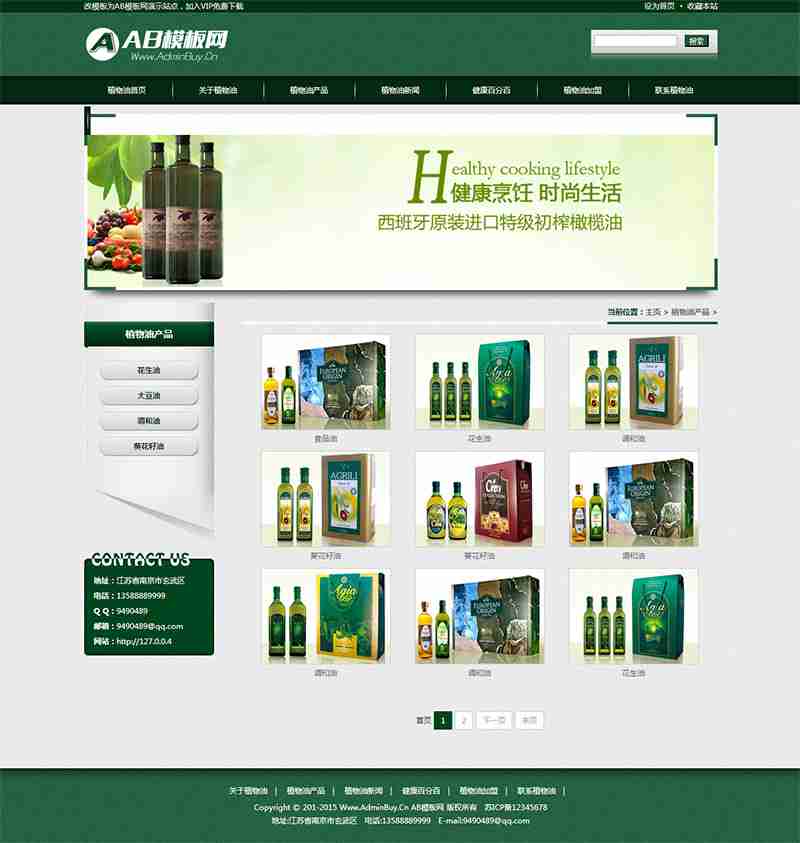 改模板为AB模板网演示站点，加入VIP免费下载
设为首页 • 收藏本站
AB模板网
Www.AdminBuy.Cn
搜索
植物油首页 关于植物油 植物油产品 植物油新闻 健康百分百 植物油加盟 联系植物油
Healthy cooking lifestyle
健康烹饪 时尚生活
西班牙原装进口特级初榨橄榄油
植物油产品
当前位置：主页 > 植物油产品 >
花生油
大豆油
调和油
葵花籽油
EUROPEAN ORIGIN
AGRILI
食品油 花生油 调和油
AGRILI
EUROPEAN ORIGIN
葵花籽油 葵花籽油 调和油
EUROPEAN ORIGIN
调和油 调和油 花生油
CONTACT US
地址：江苏省南京市玄武区
电话：13588889999
Q Q：9490489
邮箱：9490489@qq.com
网站：http://127.0.0.4
首页 1 2 下一页 末页
关于植物油 | 植物油产品 | 植物油新闻 | 健康百分百 | 植物油加盟 | 联系植物油 |
Copyright © 201-2015 Www.AdminBuy.Cn AB模板网 版权所有 苏ICP备12345678
地址:江苏省南京市玄武区 电话:13588889999 E-mail:9490489@qq.com